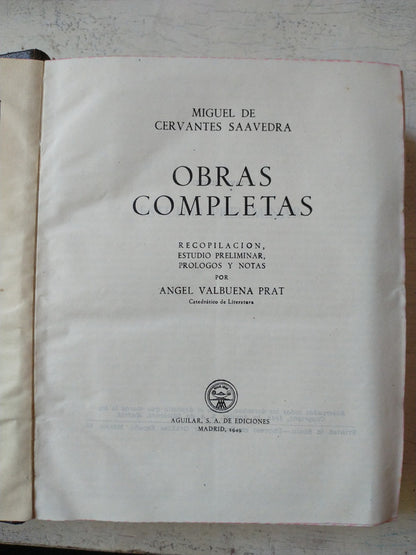 MIGUEL DE
CERVANTES SAAVEDRA
OBRAS
COMPLETAS
RECOPILACION,
ESTUDIO PRELIMINAR,
PROLOGOS Y NOTAS
POR
ANGEL VALBUENA PRAT
Catedrático de Literatura
AGUILAR, S. A. DE EDICIONES
MADRID, 1949